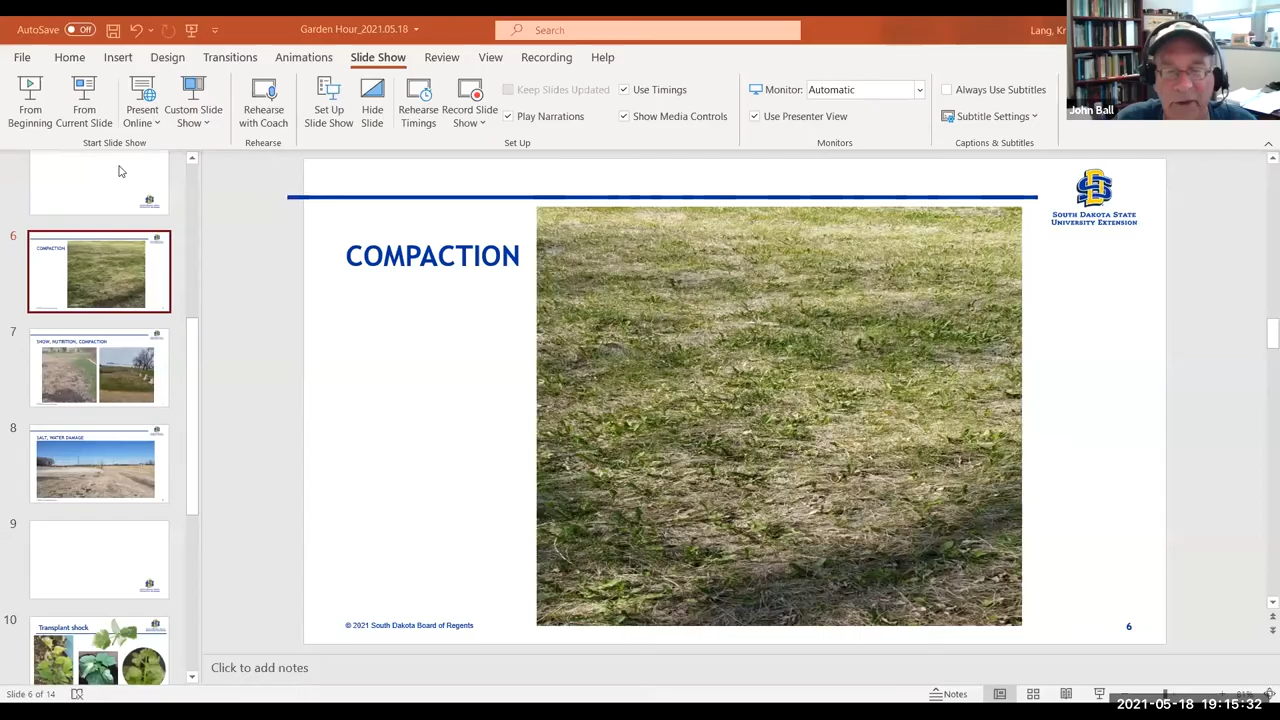 AutoSave Off
Garden Hour_2021.05.18
Search
Lang, Kr
File Home Insert Design Transitions Animations Slide Show Review View Recording Help
From Beginning
From Current Slide
Present Online
Custom Slide Show
Rehearse with Coach
Set Up Slide Show
Hide Slide
Rehearse Timings
Record Slide Show
Keep Slides Updated
Use Timings
Play Narrations
Show Media Controls
Monitor: Automatic
Use Presenter View
Always Use Subtitles
Subtitle Settings
Start Slide Show
Rehearse
Set Up
Monitors
Captions & Subtitles
John Ball
6
COMPACTION
7
SHOW, NUTRITION, COMPACTION
8
SALT, WATER DAMAGE
9
10
Transplant shock
SOUTH DAKOTA STATE
UNIVERSITY EXTENSION
COMPACTION
© 2021 South Dakota Board of Regents
6
Click to add notes
Slide 6 of 14
Notes
81%
2021-05-18 19:15:32